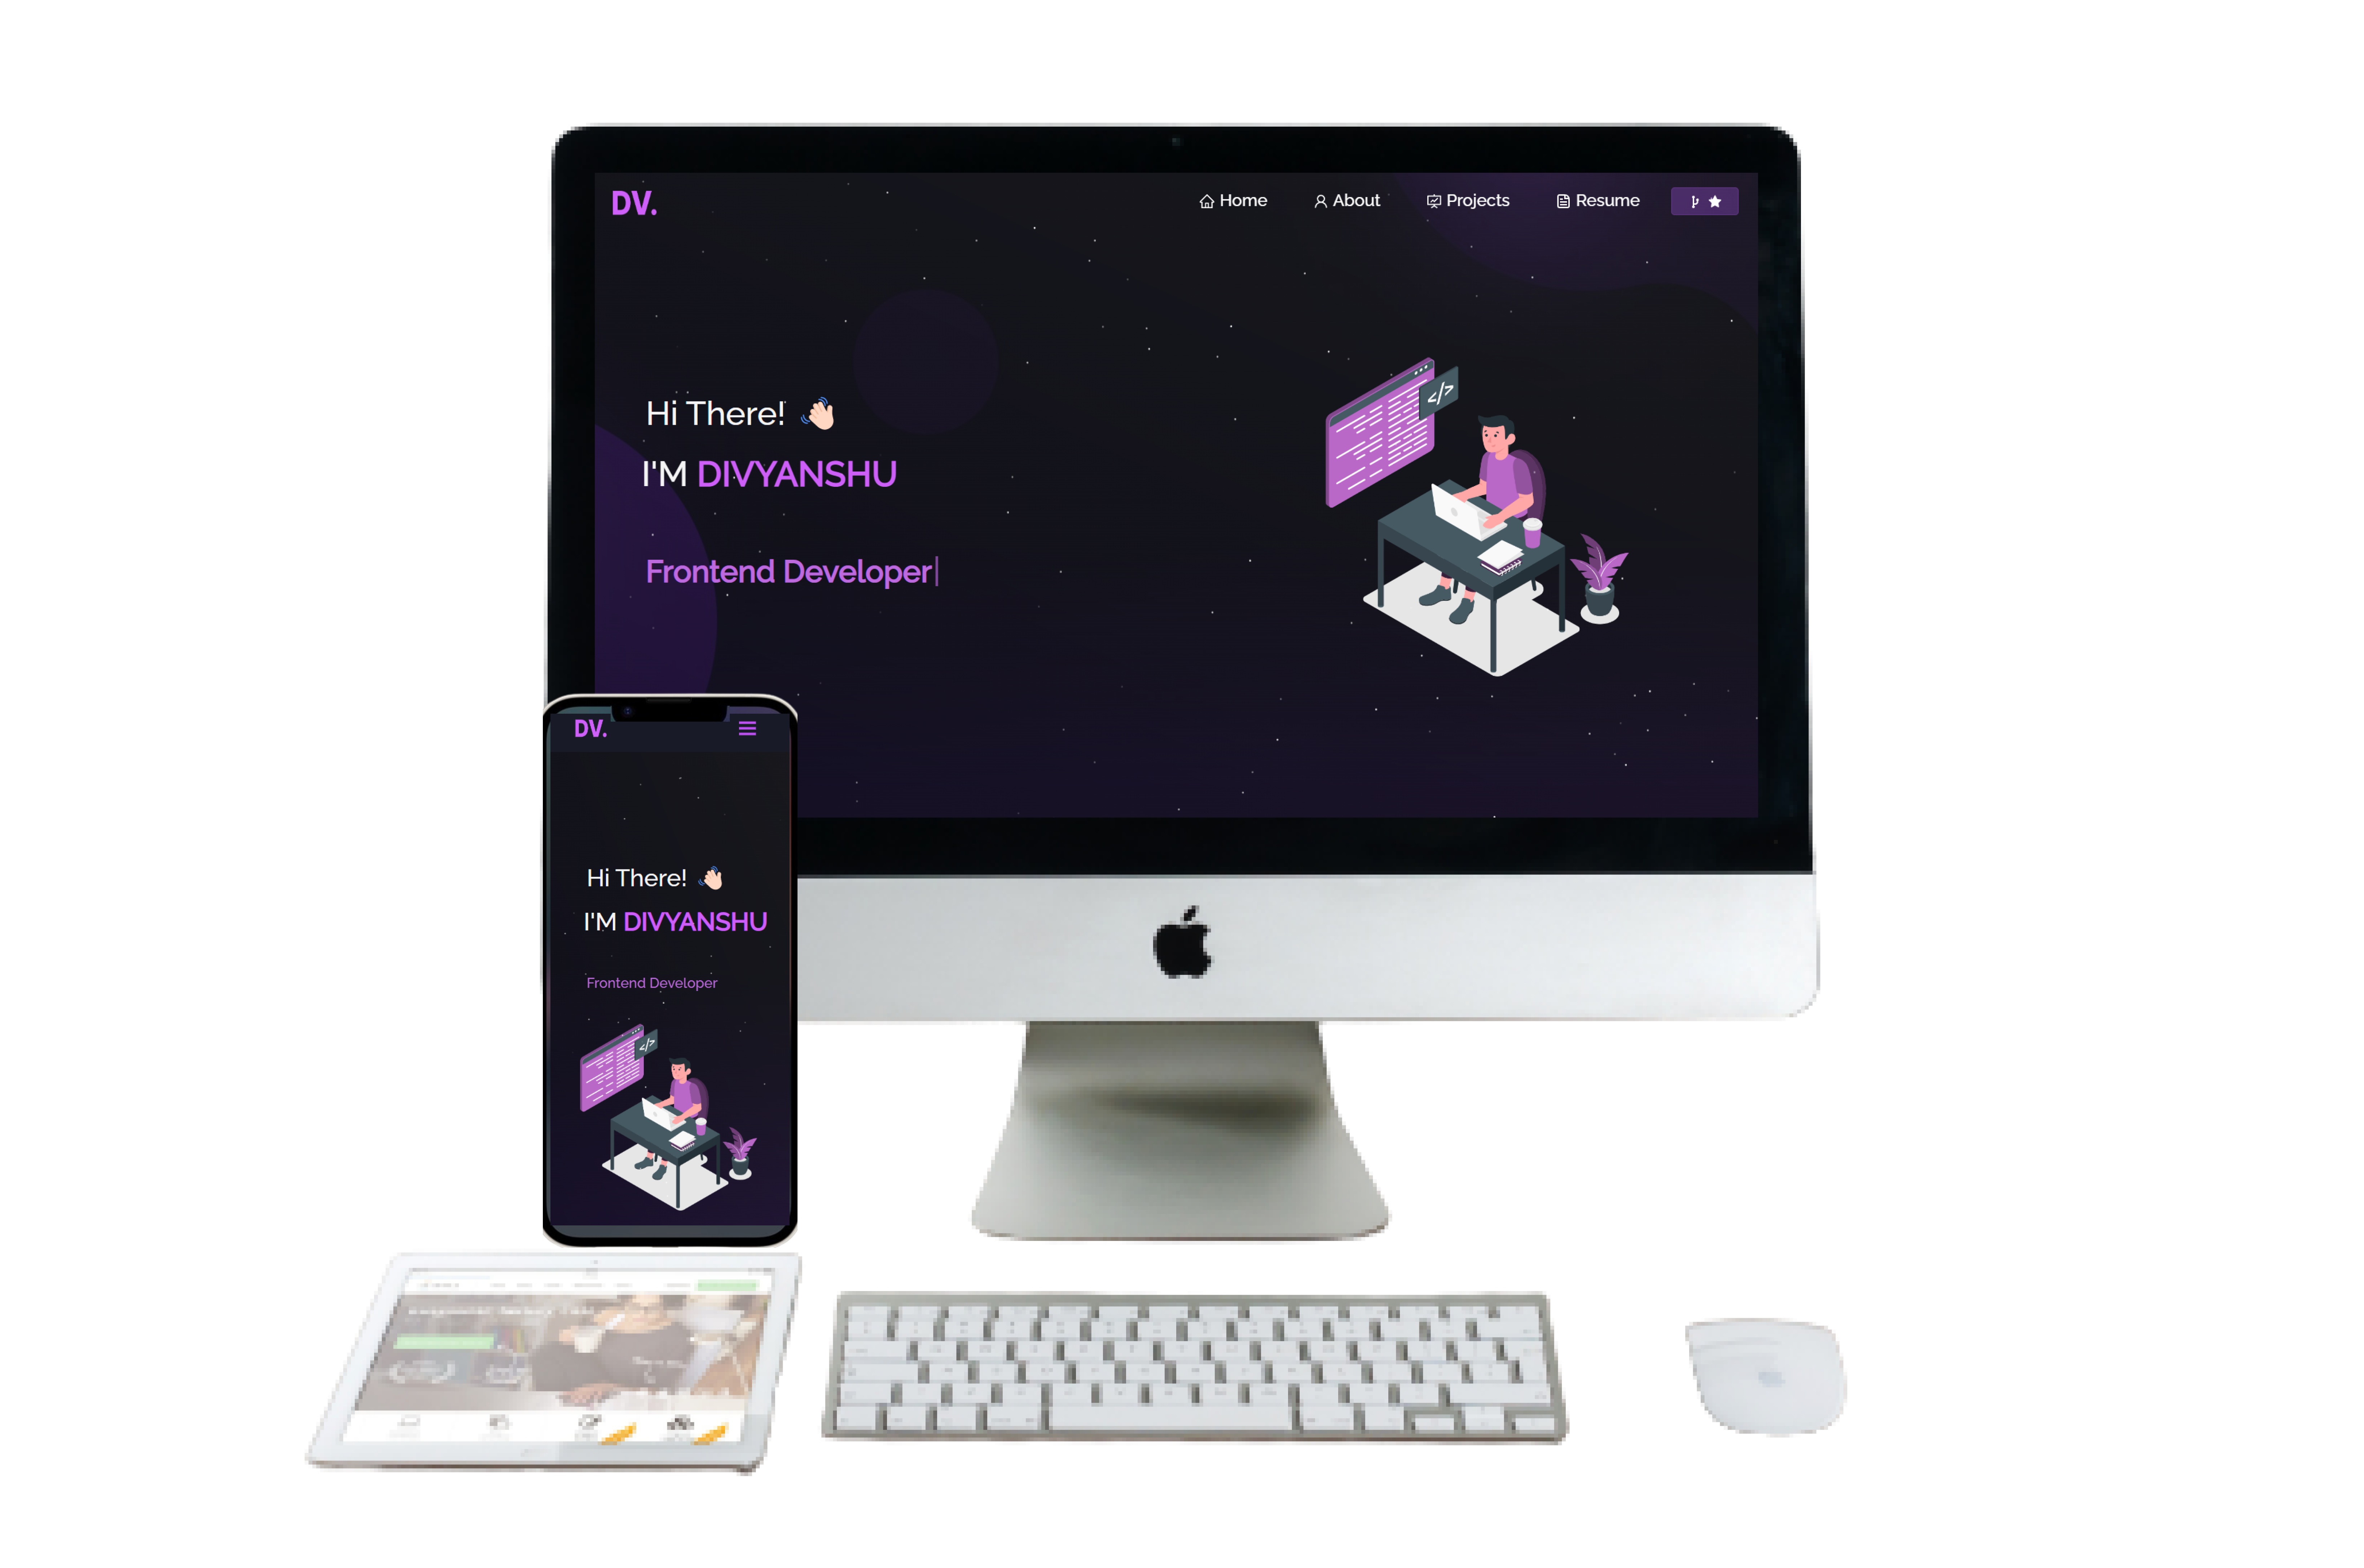 DV.
Home About Projects Resume
Hi There! 👋
I'M DIVYANSHU
Frontend Developer
</>
DV.
Hi There! 👋
I'M DIVYANSHU
Frontend Developer
</>